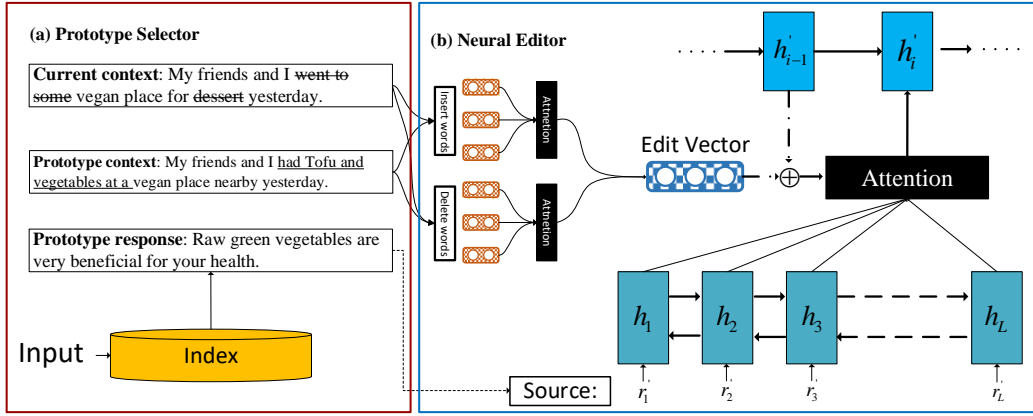 (a) Prototype Selector
Current context: My friends and I went to
some vegan place for dessert yesterday.
Prototype context: My friends and I had Tofu and
vegetables at a vegan place nearby yesterday.
Prototype response: Raw green vegetables are
very beneficial for your health.
Input
Index
(b) Neural Editor
Insert words
Attnetion
Delete words
Attnetion
Edit Vector
h'i-1
h'i
Attention
h1
h2
h3
hL
Source:
r'1
r'2
r'3
r'L